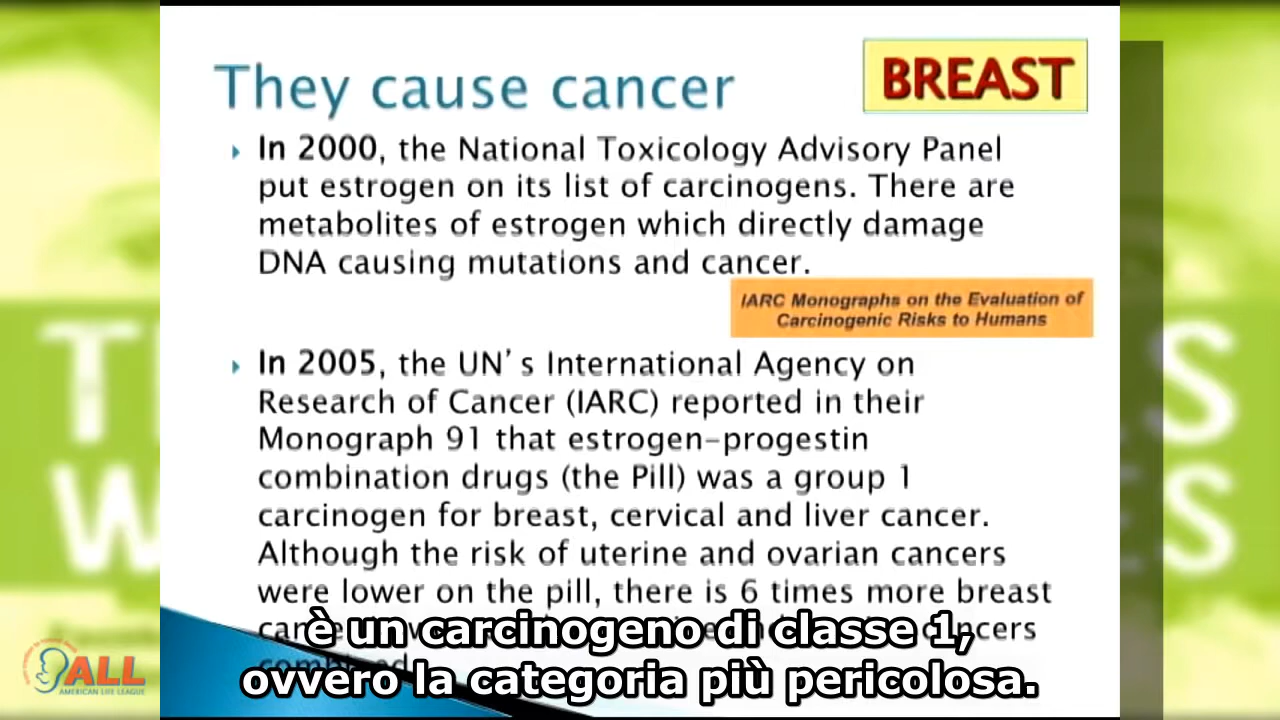 They cause cancer
BREAST
In 2000, the National Toxicology Advisory Panel
put estrogen on its list of carcinogens. There are
metabolites of estrogen which directly damage
DNA causing mutations and cancer.
IARC Monographs on the Evaluation of
Carcinogenic Risks to Humans
In 2005, the UN’s International Agency on
Research of Cancer (IARC) reported in their
Monograph 91 that estrogen-progestin
combination drugs (the Pill) was a group 1
carcinogen for breast, cervical and liver cancer.
Although the risk of uterine and ovarian cancers
were lower on the pill, there is 6 times more breast
è un carcinogeno di classe 1,
ovvero la categoria più pericolosa.
ALL
AMERICAN LIFE LEAGUE